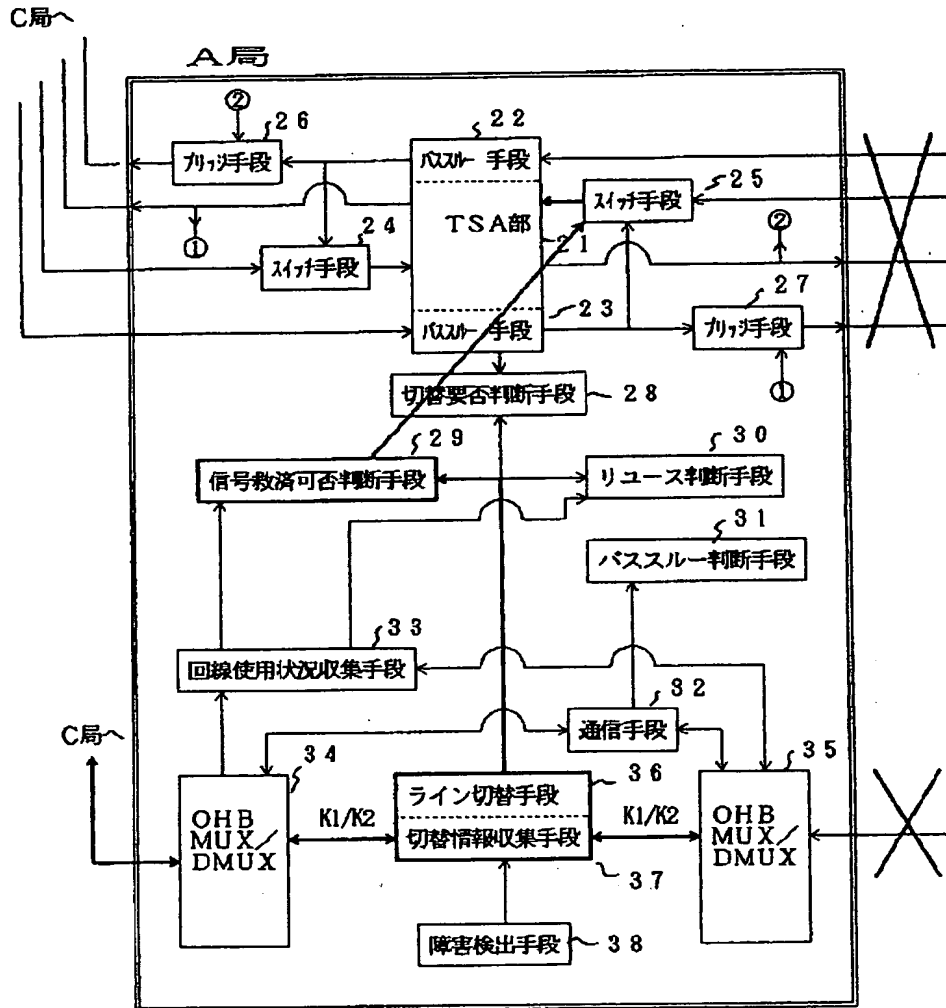 C局へ
A局
②
26
22
ブリッジ手段
パススルー 手段
25
スイッチ手段
②
24
TSA部
21
①
スイッチ手段
27
23
パススルー 手段
ブリッジ手段
①
切替要否判断手段
28
29
30
信号救済可否判断手段
リユース判断手段
31
パススルー判断手段
33
回線使用状況収集手段
32
通信手段
C局へ
34
35
36
OHB
MUX/
DMUX
K1/K2
ライン切替手段
切替情報収集手段
K1/K2
OHB
MUX/
DMUX
37
障害検出手段
38